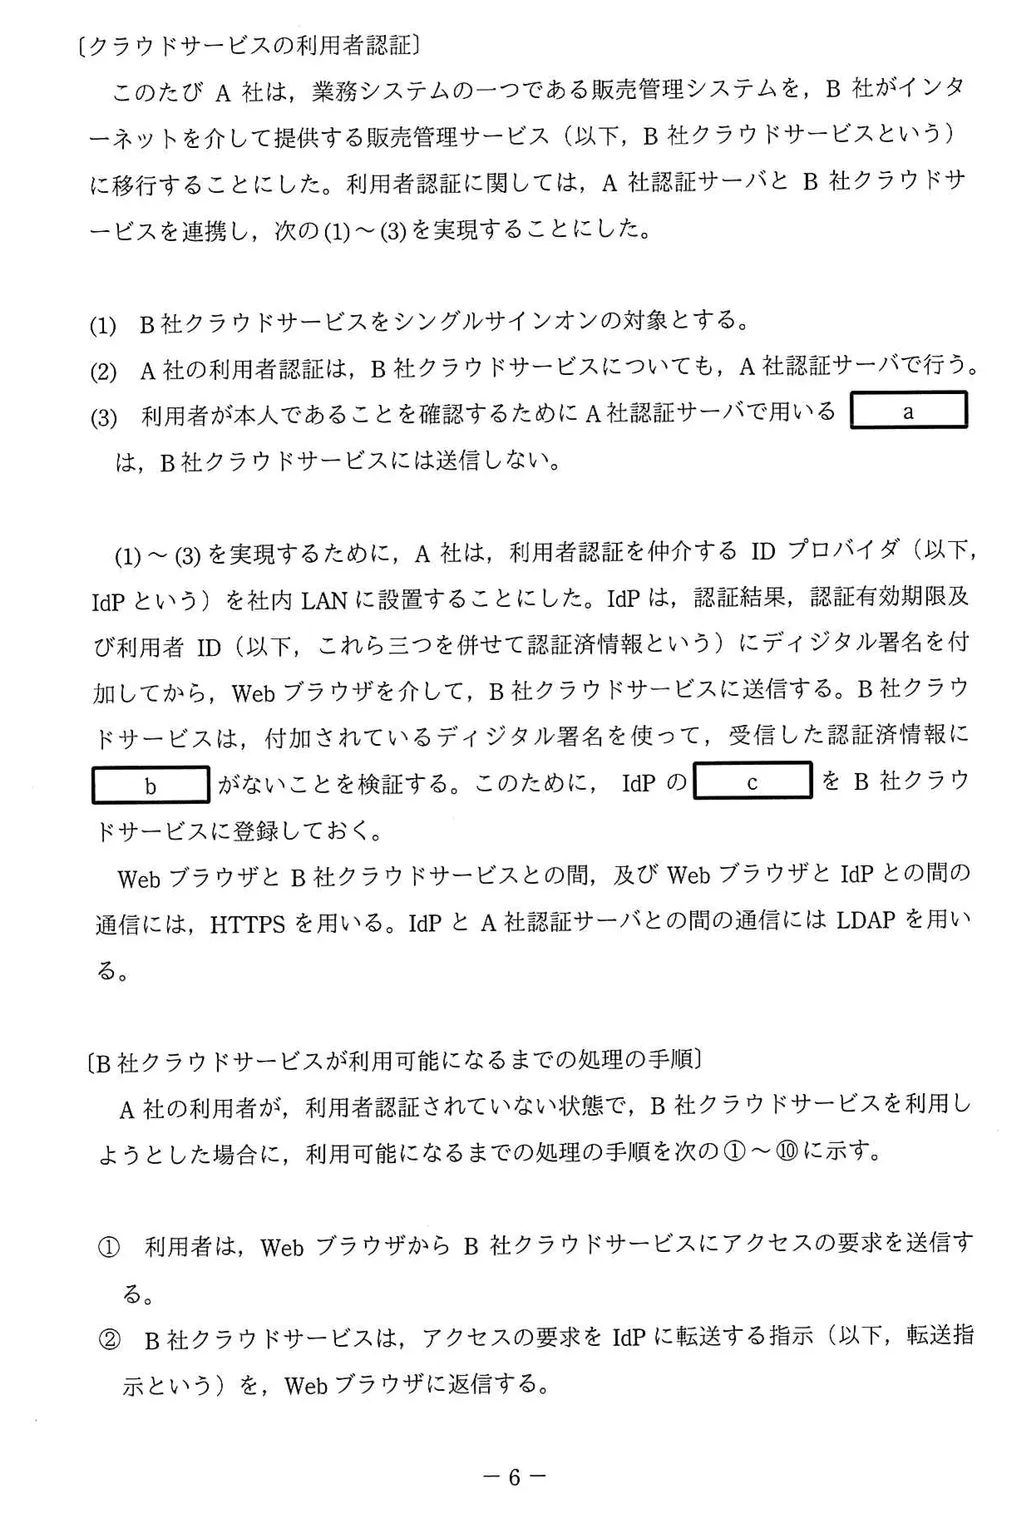 〔クラウドサービスの利用者認証〕
このたび A 社は，業務システムの一つである販売管理システムを，B 社がインタ
ーネットを介して提供する販売管理サービス（以下，B 社クラウドサービスという）
に移行することにした。利用者認証に関しては，A 社認証サーバと B 社クラウドサ
ービスを連携し，次の(1)～(3)を実現することにした。
(1) B社クラウドサービスをシングルサインオンの対象とする。
(2) A 社の利用者認証は，B 社クラウドサービスについても，A 社認証サーバで行う。
(3) 利用者が本人であることを確認するために A 社認証サーバで用いる a
は，B 社クラウドサービスには送信しない。
(1)～(3)を実現するために，A 社は，利用者認証を仲介する ID プロバイダ（以下，
IdP という）を社内 LAN に設置することにした。IdP は，認証結果，認証有効期限及
び利用者 ID（以下，これら三つを併せて認証済情報という）にディジタル署名を付
加してから，Web ブラウザを介して，B 社クラウドサービスに送信する。B 社クラウ
ドサービスは，付加されているディジタル署名を使って，受信した認証済情報に
b がないことを検証する。このために， IdP の c を B 社クラウ
ドサービスに登録しておく。
Web ブラウザと B 社クラウドサービスとの間，及び Web ブラウザと IdP との間の
通信には，HTTPS を用いる。IdP と A 社認証サーバとの間の通信には LDAP を用い
る。
〔B 社クラウドサービスが利用可能になるまでの処理の手順〕
A 社の利用者が，利用者認証されていない状態で，B 社クラウドサービスを利用し
ようとした場合に，利用可能になるまでの処理の手順を次の①～⑩に示す。
① 利用者は，Web ブラウザから B 社クラウドサービスにアクセスの要求を送信す
る。
② B 社クラウドサービスは，アクセスの要求を IdP に転送する指示（以下，転送指
示という）を，Web ブラウザに返信する。
－ 6 －